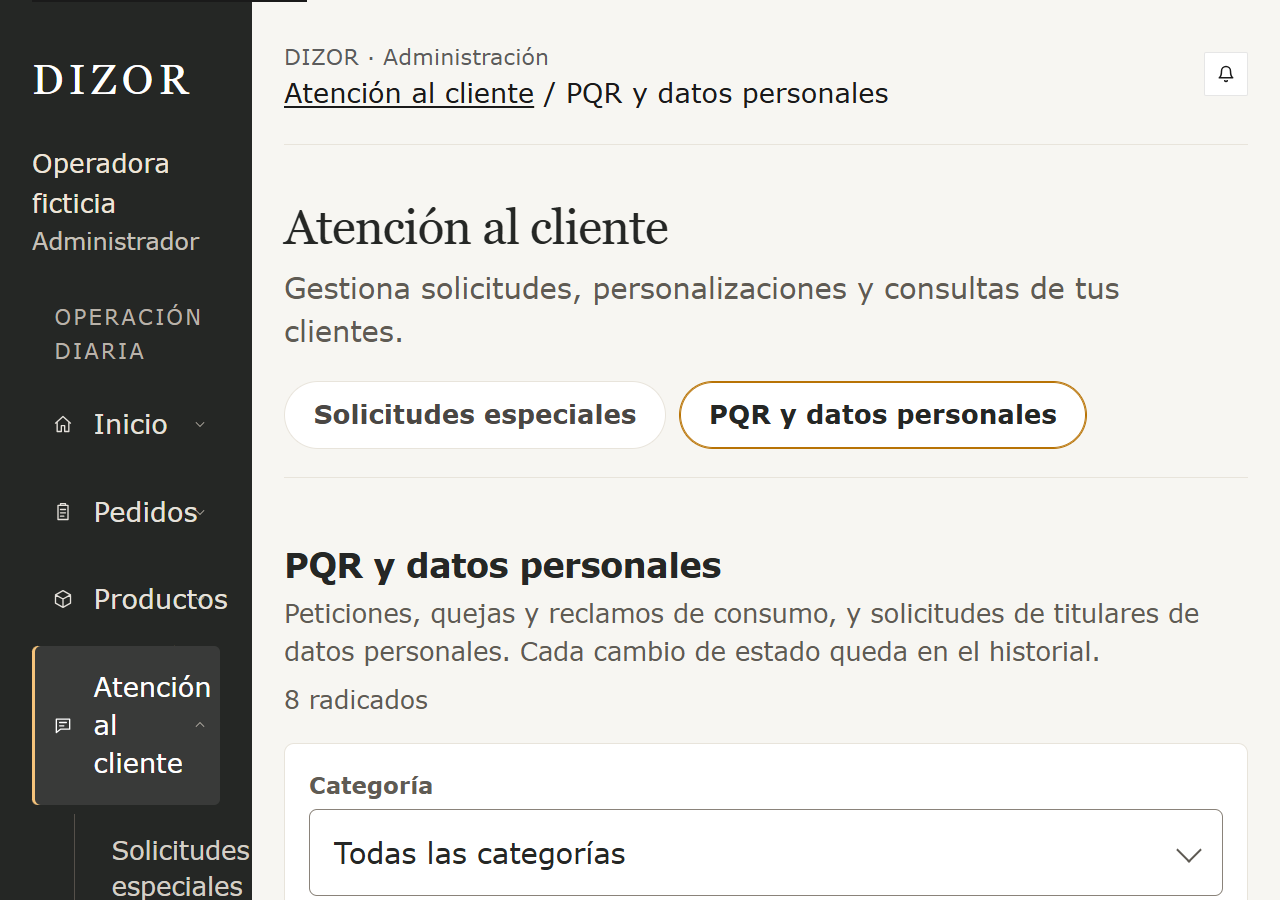 DIZOR
Operadora
ficticia
Administrador
OPERACIÓN
DIARIA
Inicio
Pedidos
Productos
Atención
al
cliente
Solicitudes
especiales
DIZOR · Administración
Atención al cliente / PQR y datos personales
Atención al cliente
Gestiona solicitudes, personalizaciones y consultas de tus
clientes.
Solicitudes especiales
PQR y datos personales
PQR y datos personales
Peticiones, quejas y reclamos de consumo, y solicitudes de titulares de
datos personales. Cada cambio de estado queda en el historial.
8 radicados
Categoría
Todas las categorías